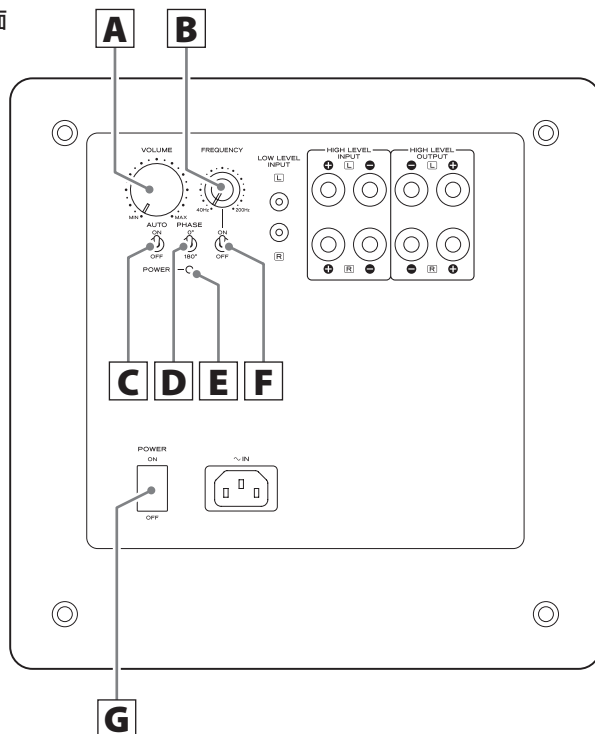 面
A B
VOLUME FREQUENCY
LOW LEVEL
INPUT
L
R
HIGH LEVEL
INPUT
+ L -
+ R -
HIGH LEVEL
OUTPUT
- L +
- R +
MIN MAX
40Hz 200Hz
AUTO PHASE
ON 0° ON
OFF 180° OFF
POWER
C D E F
POWER
ON
OFF
~ IN
G